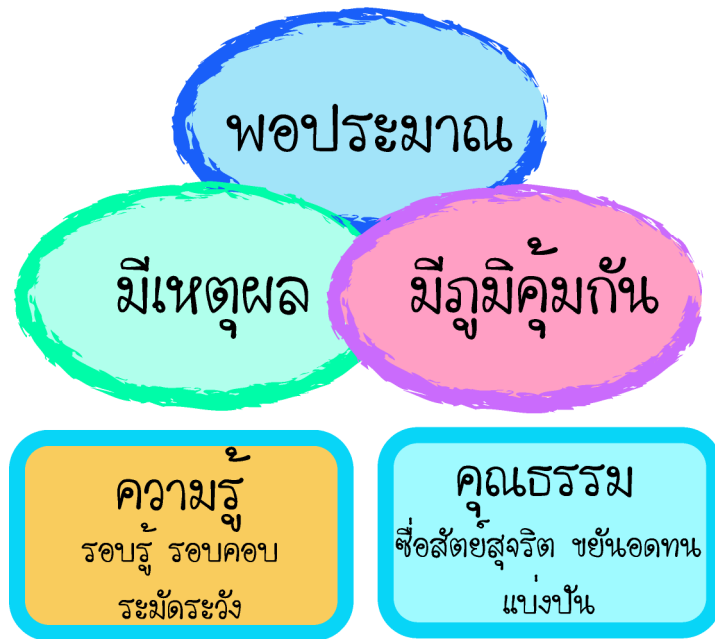 พอประมาณ
มีเหตุผล
มีภูมิคุ้มกัน
ความรู้
รอบรู้ รอบคอบ
ระมัดระวัง
คุณธรรม
ซื่อสัตย์สุจริต ขยันอดทน
แบ่งปัน